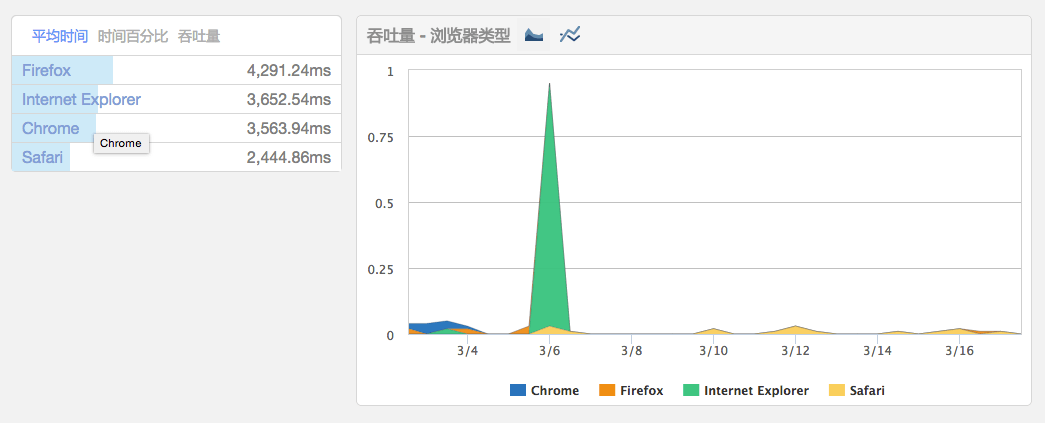 平均时间 时间百分比 吞吐量
Firefox 4,291.24ms
Internet Explorer 3,652.54ms
Chrome 3,563.94ms
Chrome
Safari 2,444.86ms
吞吐量 - 浏览器类型
1
0.75
0.5
0.25
0
3/4 3/6 3/8 3/10 3/12 3/14 3/16
Chrome Firefox Internet Explorer Safari